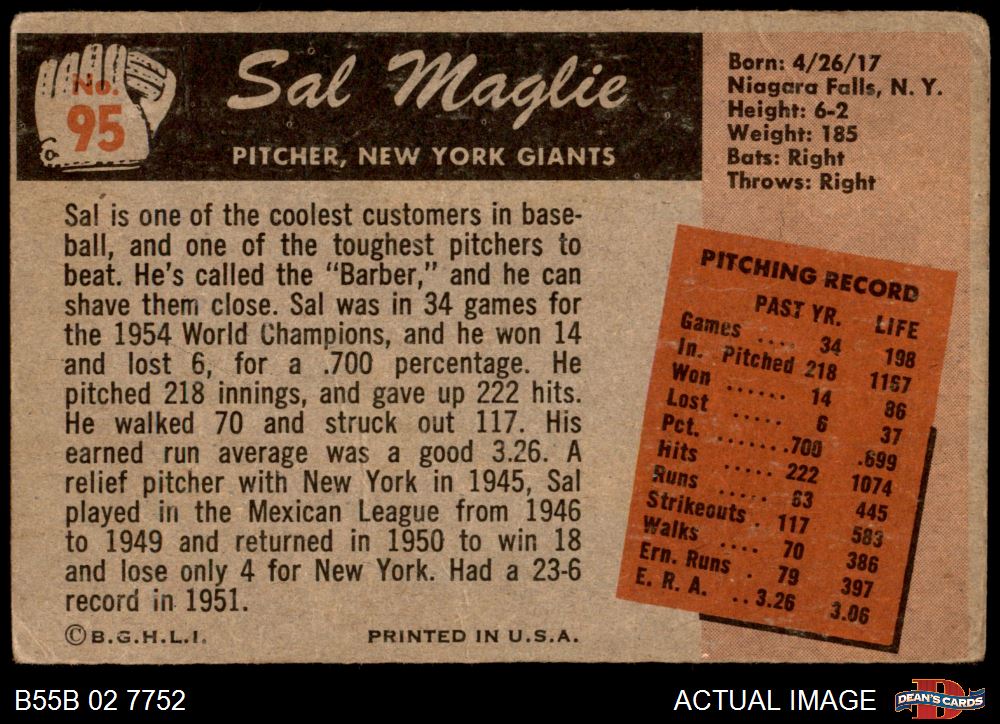 No.
95
Sal Maglie
PITCHER, NEW YORK GIANTS
Born: 4/26/17
Niagara Falls, N. Y.
Height: 6-2
Weight: 185
Bats: Right
Throws: Right
Sal is one of the coolest customers in base-
ball, and one of the toughest pitchers to
beat. He's called the "Barber," and he can
shave them close. Sal was in 34 games for
the 1954 World Champions, and he won 14
and lost 6, for a .700 percentage. He
pitched 218 innings, and gave up 222 hits.
He walked 70 and struck out 117. His
earned run average was a good 3.26. A
relief pitcher with New York in 1945, Sal
played in the Mexican League from 1946
to 1949 and returned in 1950 to win 18
and lose only 4 for New York. Had a 23-6
record in 1951.
©B.G.H.L.I. PRINTED IN U.S.A.
PITCHING RECORD
PAST YR. LIFE
Games .... 34 198
In. Pitched 218 1167
Won ...... 14 86
Lost ..... 6 37
Pct. .......700 .699
Hits ..... 222 1074
Runs ..... 83 445
Strikeouts . 117 583
Walks .... 70 386
Ern. Runs . 79 397
E. R. A. ..3.26 3.06
B55B 02 7752
ACTUAL IMAGE
D
DEAN'S CARDS